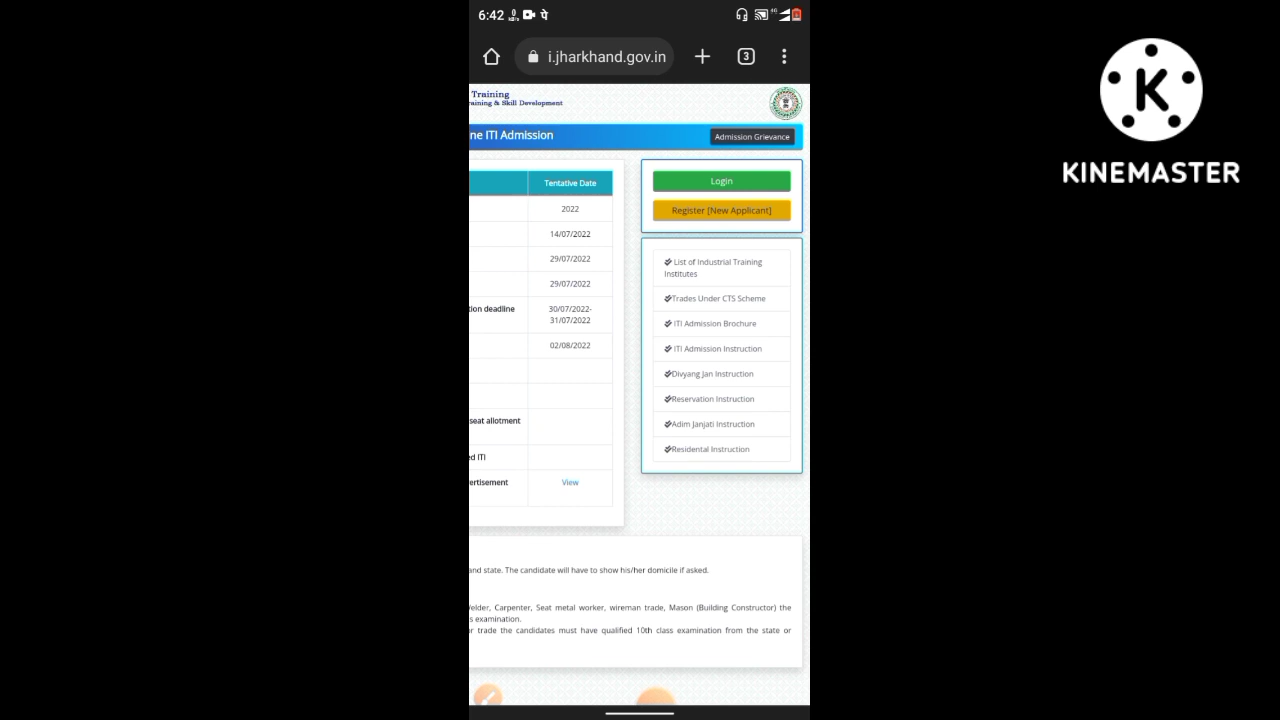 6:42 0 KB/s पे 4G
i.jharkhand.gov.in 3
Training
raining & Skill Development
ne ITI Admission
Admission Grievance
Tentative Date
2022
14/07/2022
29/07/2022
29/07/2022
tion deadline 30/07/2022-
31/07/2022
02/08/2022
seat allotment
ed ITI
ertisement View
Login
Register [New Applicant]
List of Industrial Training
Institutes
Trades Under CTS Scheme
ITI Admission Brochure
ITI Admission Instruction
Divyang Jan Instruction
Reservation Instruction
Adim Janjati Instruction
Residental Instruction
and state. The candidate will have to show his/her domicile if asked.
Velder, Carpenter, Seat metal worker, wireman trade, Mason (Building Constructor) the
s examination.
or trade the candidates must have qualified 10th class examination from the state or
K
KINEMASTER